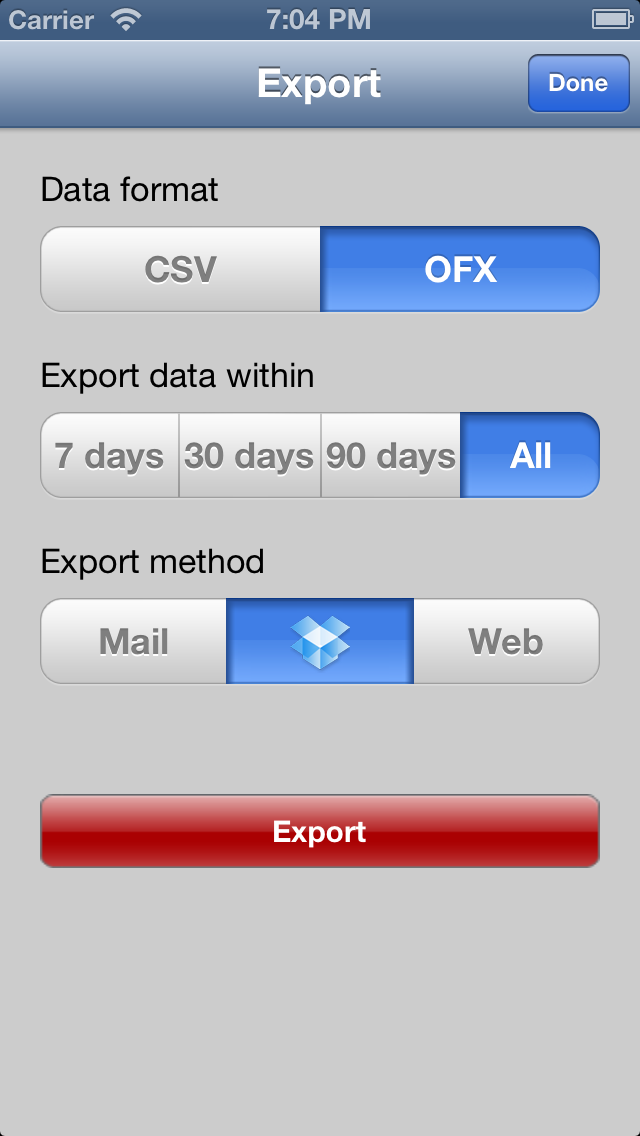 Carrier 7:04 PM
Export Done
Data format
CSV OFX
Export data within
7 days 30 days 90 days All
Export method
Mail Web
Export